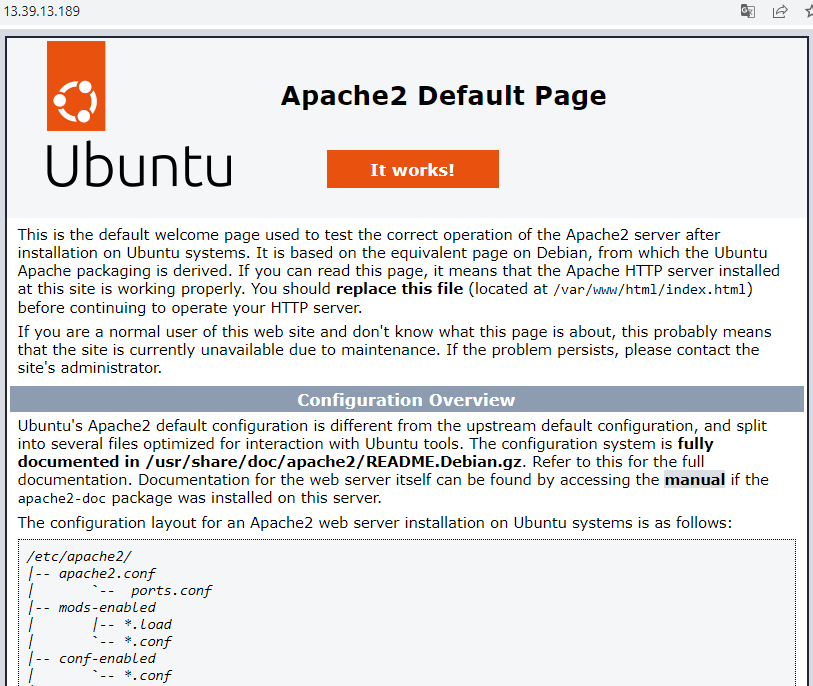 13.39.13.189
Apache2 Default Page
Ubuntu
It works!
This is the default welcome page used to test the correct operation of the Apache2 server after
installation on Ubuntu systems. It is based on the equivalent page on Debian, from which the Ubuntu
Apache packaging is derived. If you can read this page, it means that the Apache HTTP server installed
at this site is working properly. You should replace this file (located at /var/www/html/index.html)
before continuing to operate your HTTP server.
If you are a normal user of this web site and don't know what this page is about, this probably means
that the site is currently unavailable due to maintenance. If the problem persists, please contact the
site's administrator.
Configuration Overview
Ubuntu's Apache2 default configuration is different from the upstream default configuration, and split
into several files optimized for interaction with Ubuntu tools. The configuration system is fully
documented in /usr/share/doc/apache2/README.Debian.gz. Refer to this for the full
documentation. Documentation for the web server itself can be found by accessing the manual if the
apache2-doc package was installed on this server.
The configuration layout for an Apache2 web server installation on Ubuntu systems is as follows:
/etc/apache2/
|-- apache2.conf
|       `--  ports.conf
|-- mods-enabled
|       |-- *.load
|       `-- *.conf
|-- conf-enabled
|       `-- *.conf